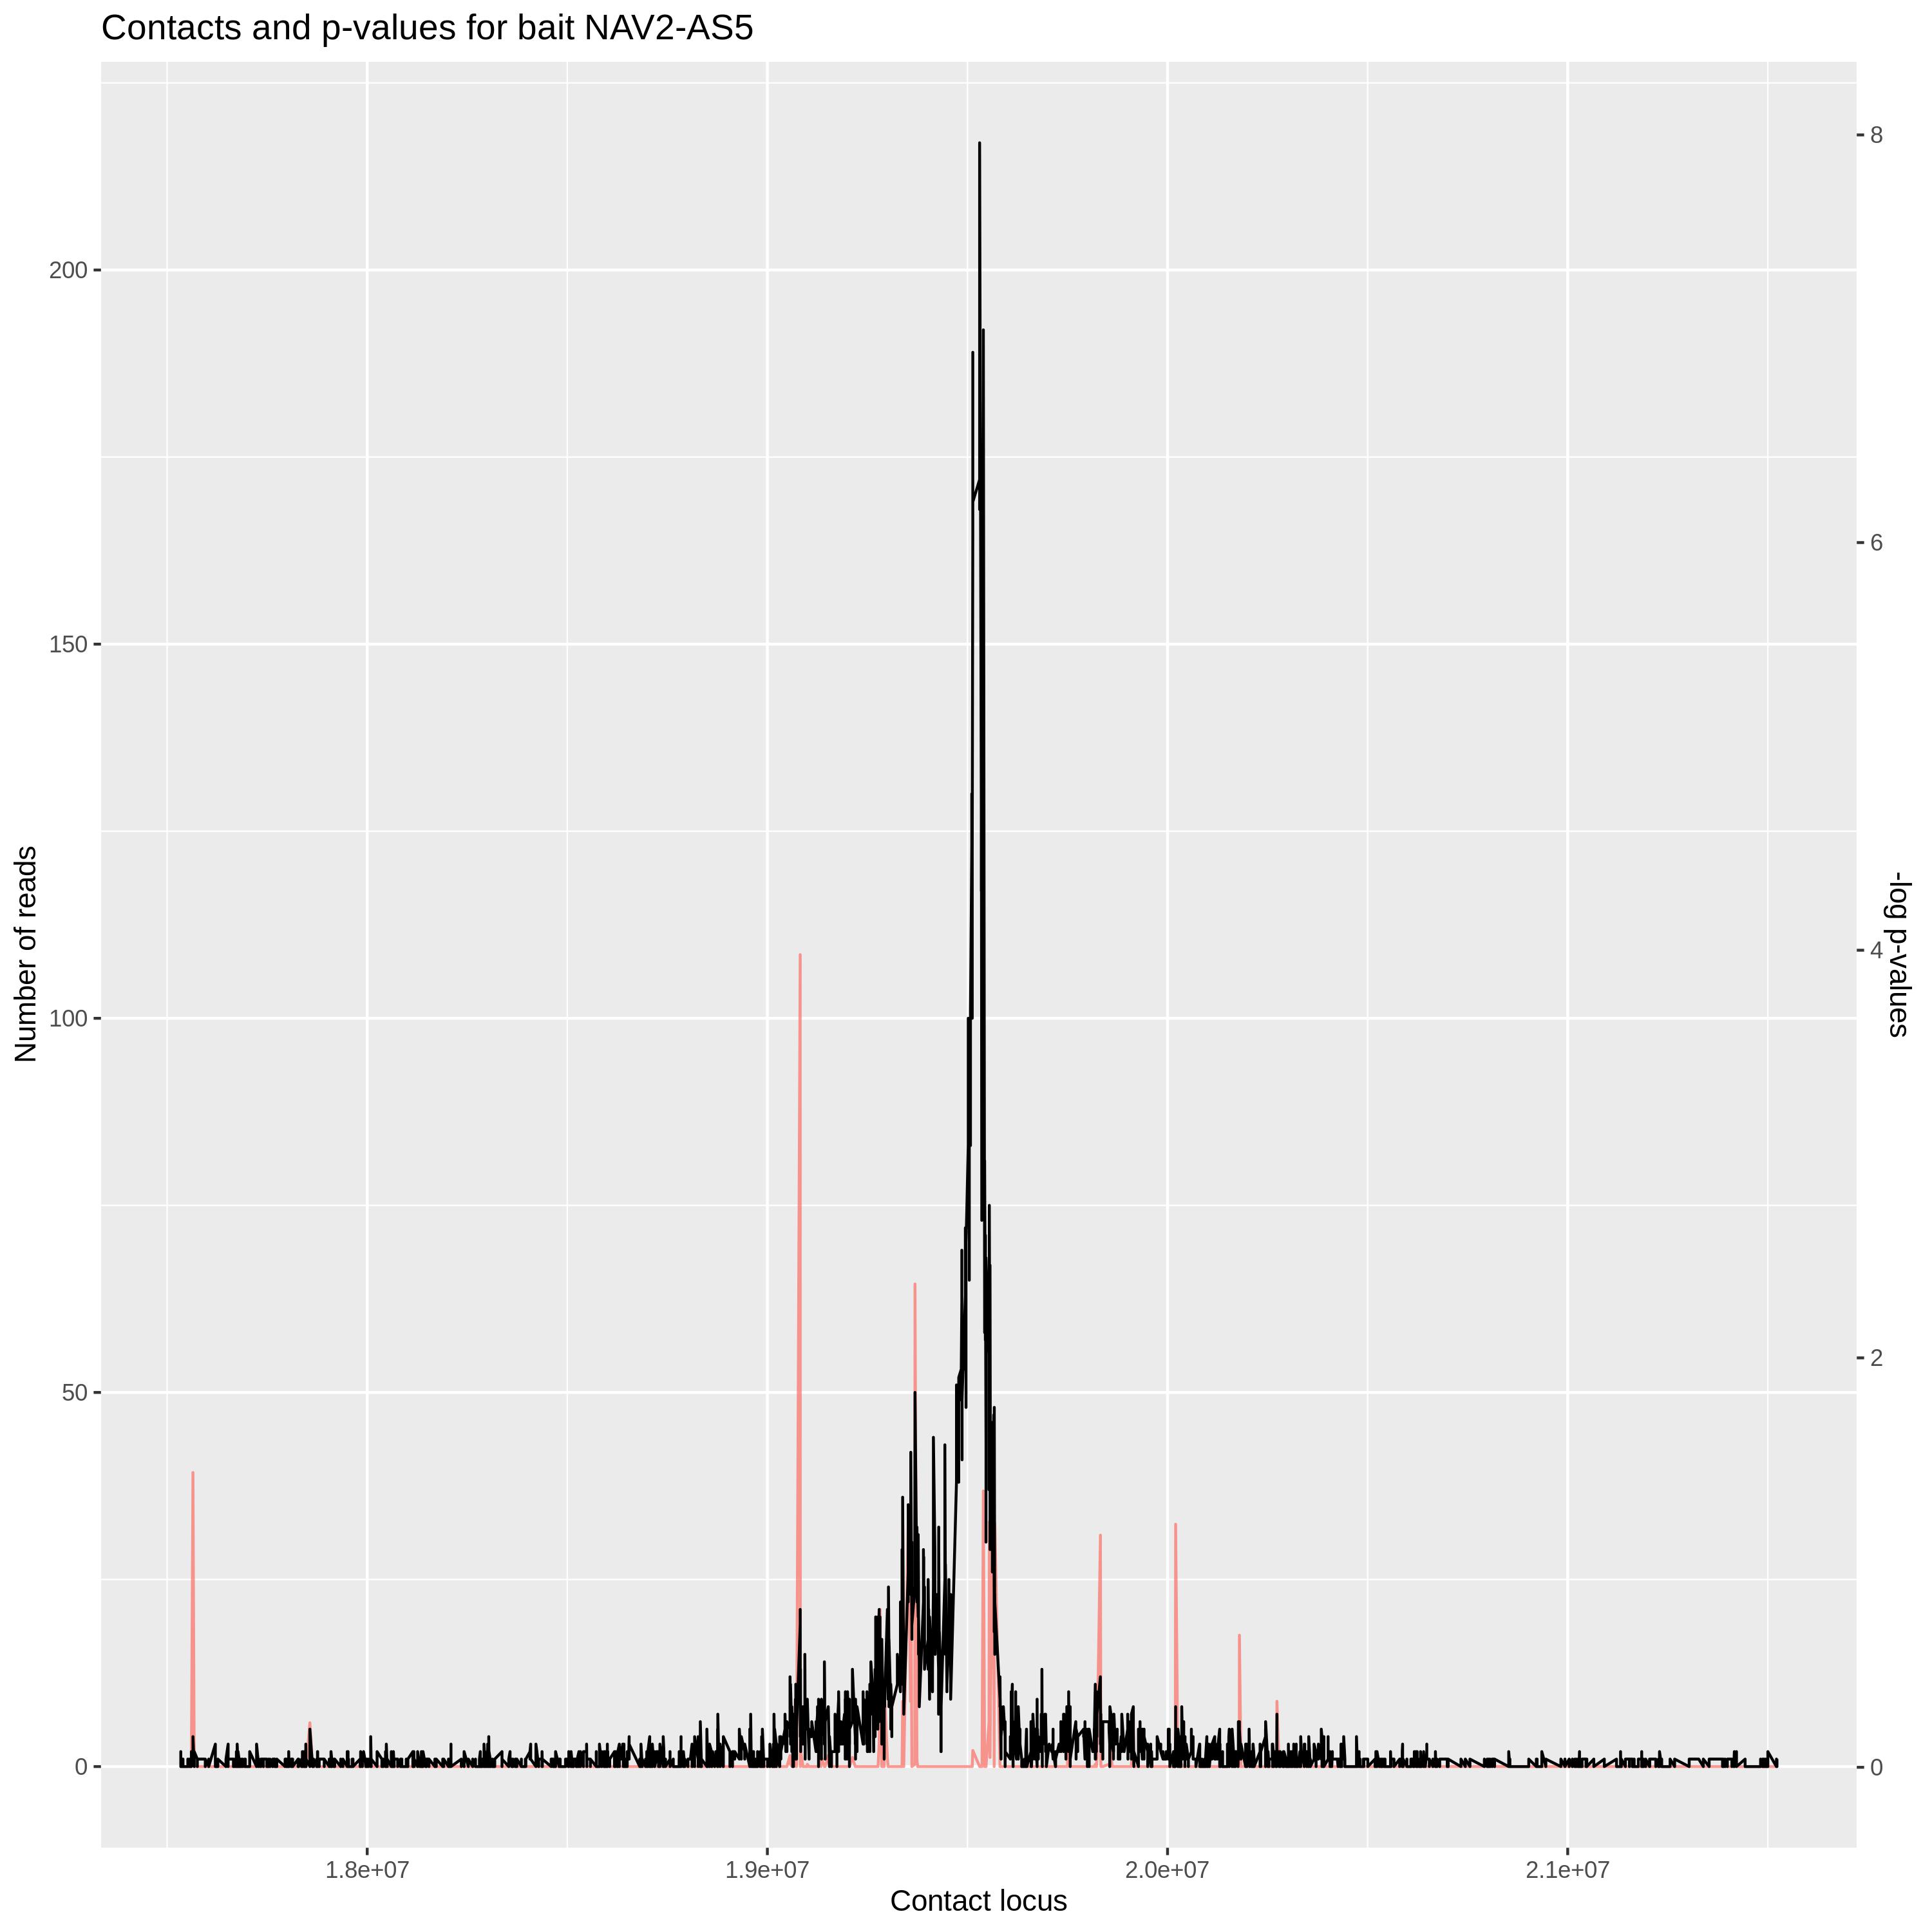 Contacts and p-values for bait NAV2-AS5
8
200
6
150
Number of reads
-log p-values
4
100
2
50
0
0
1.8e+07
1.9e+07
2.0e+07
2.1e+07
Contact locus